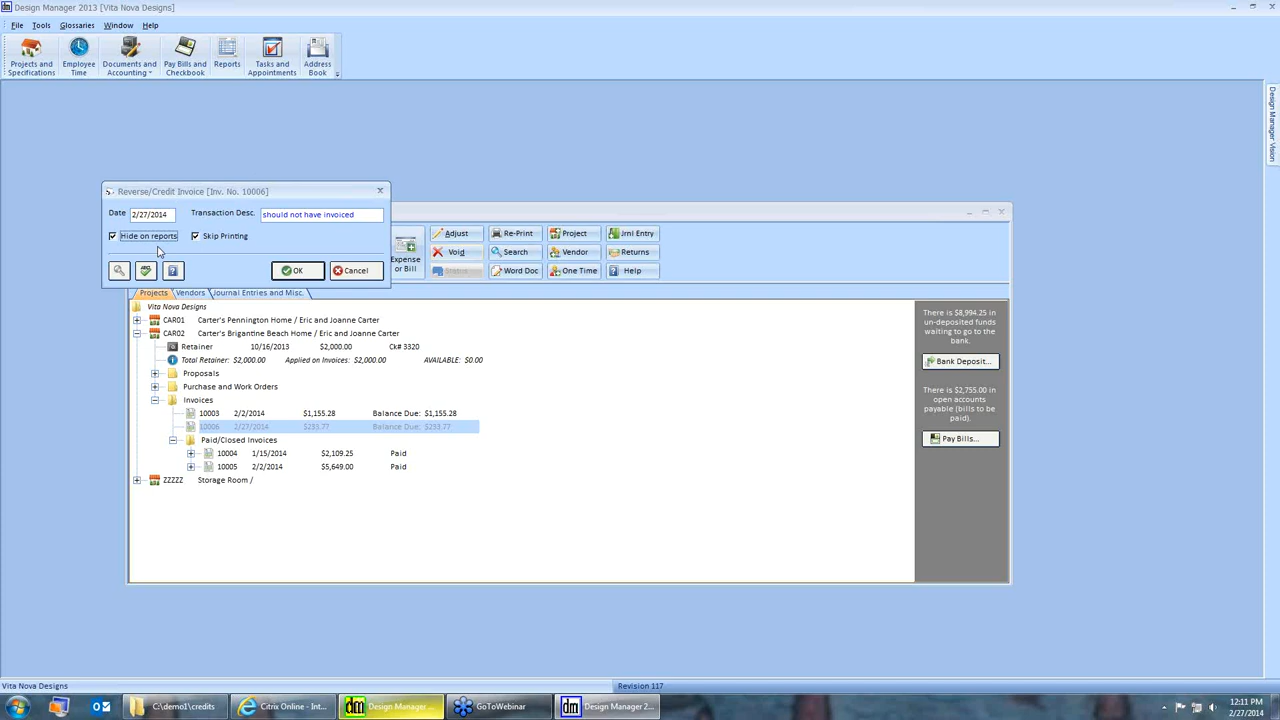 Design Manager 2013 [Vita Nova Designs]
File Tools Glossaries Window Help
Projects and Specifications
Employee Time
Documents and Accounting
Pay Bills and Checkbook
Reports
Tasks and Appointments
Address Book
Design Manager Vision
Reverse/Credit Invoice [Inv. No. 10006]
Date 2/27/2014 Transaction Desc. should not have invoiced
Hide on reports Skip Printing
OK Cancel
Expense or Bill
Adjust Re-Print Project Jrnl Entry
Void Search Vendor Returns
Status Word Doc One Time Help
Projects Vendors Journal Entries and Misc.
Vita Nova Designs
CAR01 Carter's Pennington Home / Eric and Joanne Carter
CAR02 Carter's Brigantine Beach Home / Eric and Joanne Carter
Retainer 10/16/2013 $2,000.00 Ck# 3320
Total Retainer: $2,000.00 Applied on Invoices: $2,000.00 AVAILABLE: $0.00
Proposals
Purchase and Work Orders
Invoices
10003 2/2/2014 $1,155.28 Balance Due: $1,155.28
10006 2/27/2014 $293.77 Balance Due: $293.77
Paid/Closed Invoices
10004 1/15/2014 $2,109.25 Paid
10005 2/2/2014 $5,649.00 Paid
ZZZZZ Storage Room /
There is $8,994.25 in
un-deposited funds
waiting to go to the
bank.
Bank Deposit...
There is $2,755.00 in
open accounts
payable (bills to be
paid).
Pay Bills...
Vita Nova Designs
Revision 117
C:\demo1\credits
Citrix Online - Int...
dm Design Manager...
GoToWebinar
dm Design Manager 2...
12:11 PM
2/27/2014